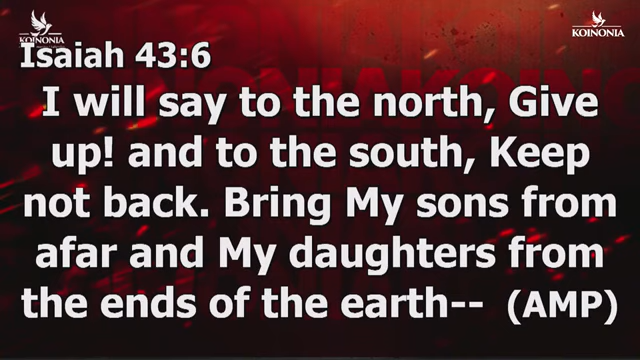 KOINONIA
KOINONIA
Isaiah 43:6
I will say to the north, Give
up! and to the south, Keep
not back. Bring My sons from
afar and My daughters from
the ends of the earth-- (AMP)